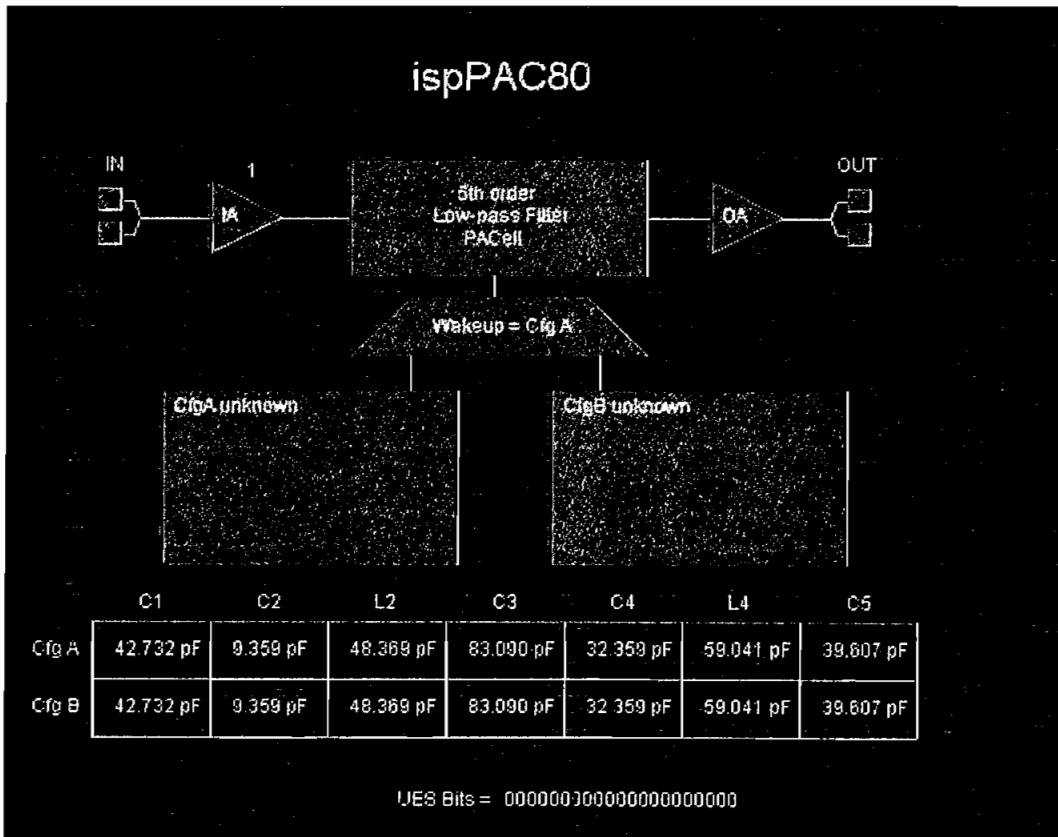 ispPAC80
IN
1
OUT
IA
5th order
Low-pass Filter
PACell
OA
Wakeup = Cfg A
CfgA unknown
CfgB unknown
C1 C2 L2 C3 C4 L4 C5
Cfg A 42.732 pF 9.359 pF 48.369 pF 83.090 pF 32.359 pF 59.041 pF 39.607 pF
Cfg B 42.732 pF 9.359 pF 48.369 pF 83.090 pF 32.359 pF 59.041 pF 39.607 pF
UES Bits =